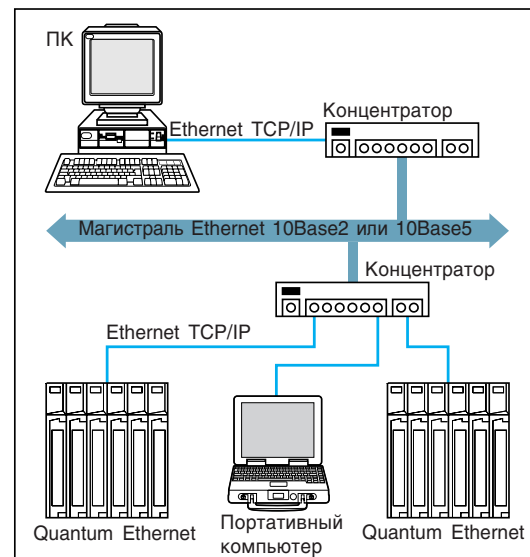 ПК
Концентратор
Ethernet TCP/IP
Магистраль Ethernet 10Base2 или 10Base5
Концентратор
Ethernet TCP/IP
Quantum Ethernet
Портативный
компьютер
Quantum Ethernet